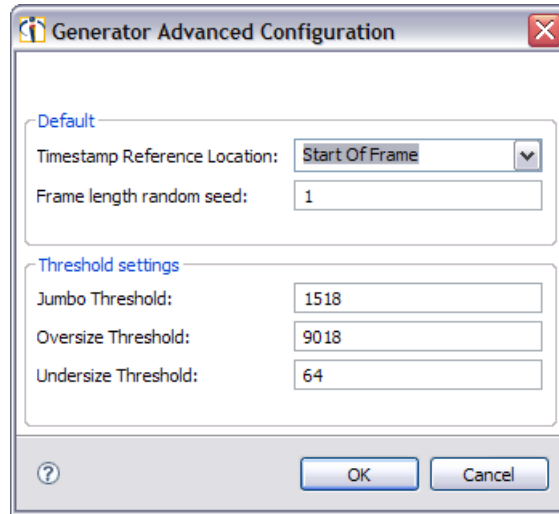 Generator Advanced Configuration
Default
Timestamp Reference Location: Start Of Frame
Frame length random seed: 1
Threshold settings
Jumbo Threshold: 1518
Oversize Threshold: 9018
Undersize Threshold: 64
? OK Cancel